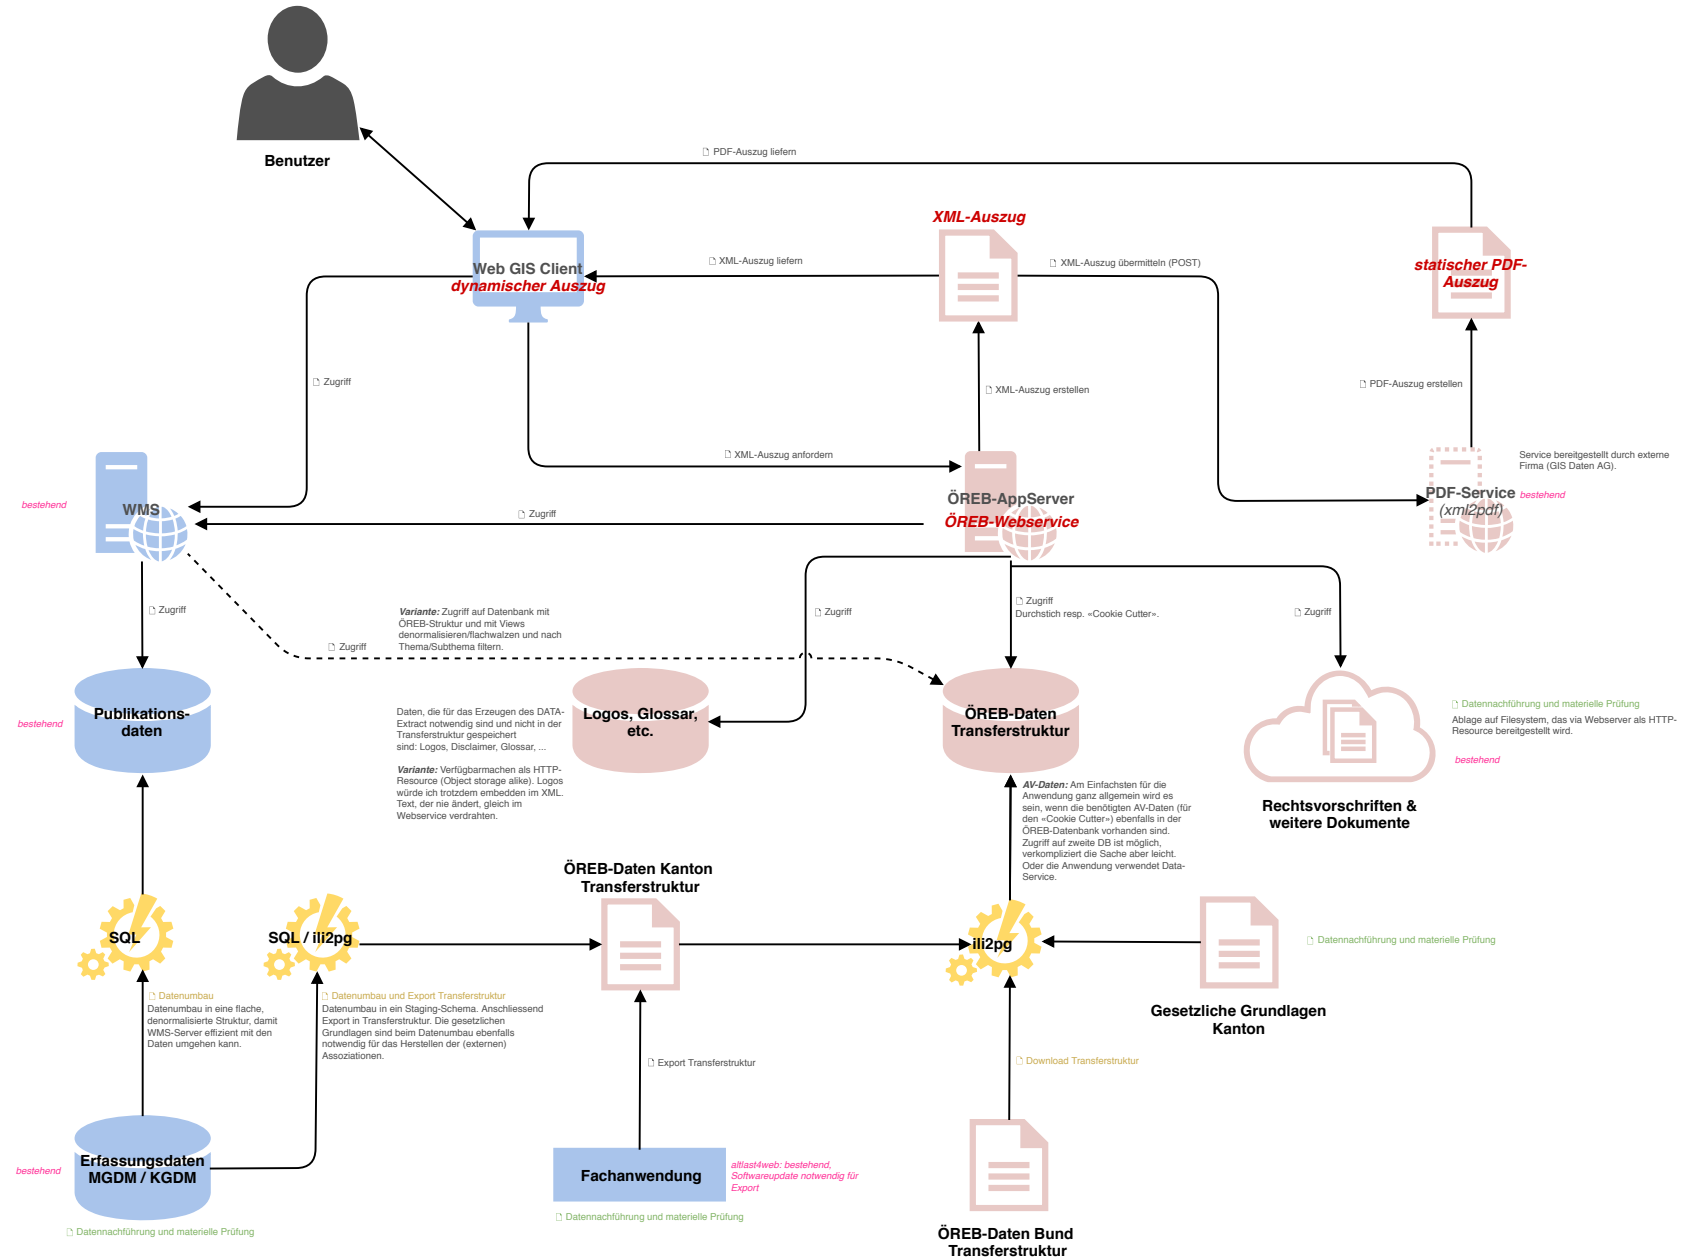 Benutzer
PDF-Auszug liefern
XML-Auszug
Web GIS Client
dynamischer Auszug
XML-Auszug liefern
XML-Auszug übermitteln (POST)
statischer PDF-
Auszug
Zugriff
XML-Auszug erstellen
PDF-Auszug erstellen
XML-Auszug anfordern
Service bereitgestellt durch externe
Firma (GIS Daten AG).
bestehend
WMS
Zugriff
ÖREB-AppServer
ÖREB-Webservice
PDF-Service
(xml2pdf)
bestehend
Zugriff
Variante: Zugriff auf Datenbank mit
ÖREB-Struktur und mit Views
denormalisieren/flachwalzen und nach
Thema/Subthema filtern.
Zugriff
Zugriff
Zugriff
Durchstich resp. «Cookie Cutter».
Zugriff
bestehend
Publikations-
daten
Daten, die für das Erzeugen des DATA-
Extract notwendig sind und nicht in der
Transferstruktur gespeichert
sind: Logos, Disclaimer, Glossar, ...
Variante: Verfügbarmachen als HTTP-
Resource (Object storage alike). Logos
würde ich trotzdem embedden im XML.
Text, der nie ändert, gleich im
Webservice verdrahten.
Logos, Glossar,
etc.
ÖREB-Daten
Transferstruktur
Datennachführung und materielle Prüfung
Ablage auf Filesystem, das via Webserver als HTTP-
Resource bereitgestellt wird.
bestehend
Rechtsvorschriften &
weitere Dokumente
AV-Daten: Am Einfachsten für die
Anwendung ganz allgemein wird es
sein, wenn die benötigten AV-Daten (für
den «Cookie Cutter») ebenfalls in der
ÖREB-Datenbank vorhanden sind.
Zugriff auf zweite DB ist möglich,
verkompliziert die Sache aber leicht.
Oder die Anwendung verwendet Data-
Service.
ÖREB-Daten Kanton
Transferstruktur
SQL
SQL / ili2pg
ili2pg
Datennachführung und materielle Prüfung
Gesetzliche Grundlagen
Kanton
Datenumbau
Datenumbau in eine flache,
denormalisierte Struktur, damit
WMS-Server effizient mit den
Daten umgehen kann.
Datenumbau und Export Transferstruktur
Datenumbau in ein Staging-Schema. Anschliessend
Export in Transferstruktur. Die gesetzlichen
Grundlagen sind beim Datenumbau ebenfalls
notwendig für das Herstellen der (externen)
Assoziationen.
Export Transferstruktur
Download Transferstruktur
bestehend
Erfassungsdaten
MGDM / KGDM
Datennachführung und materielle Prüfung
Fachanwendung
altlast4web: bestehend,
Softwareupdate notwendig für
Export
Datennachführung und materielle Prüfung
ÖREB-Daten Bund
Transferstruktur